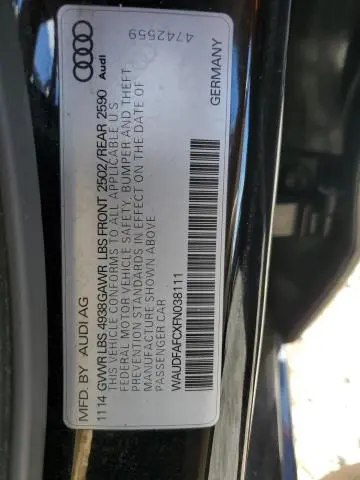 MFD. BY AUDI AG
11 14 GVWR LBS 4938 GAWR LBS FRONT 2502/REAR 2590
THIS VEHICLE CONFORMS TO ALL APPLICABLE U S
FEDERAL MOTOR VEHICLE SAFETY, BUMPER AND THEFT
PREVENTION STANDARDS IN EFFECT ON THE DATE OF
MANUFACTURE SHOWN ABOVE
PASSENGER CAR
WAUDFAFCXFN038111
Audi
4742559
GERMANY